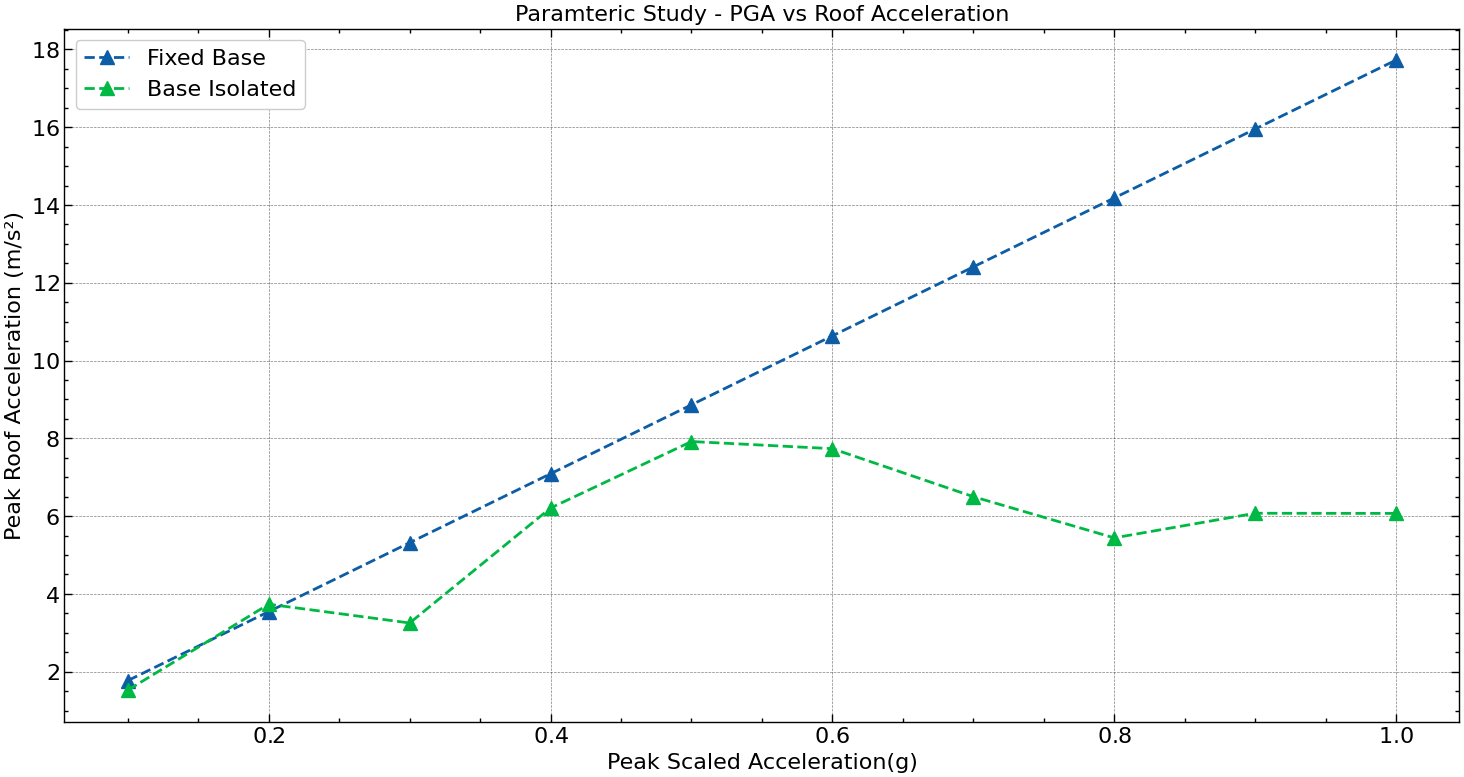 Paramteric Study - PGA vs Roof Acceleration
Fixed Base
Base Isolated
Peak Roof Acceleration (m/s²)
18
16
14
12
10
8
6
4
2
0.2
0.4
0.6
0.8
1.0
Peak Scaled Acceleration(g)